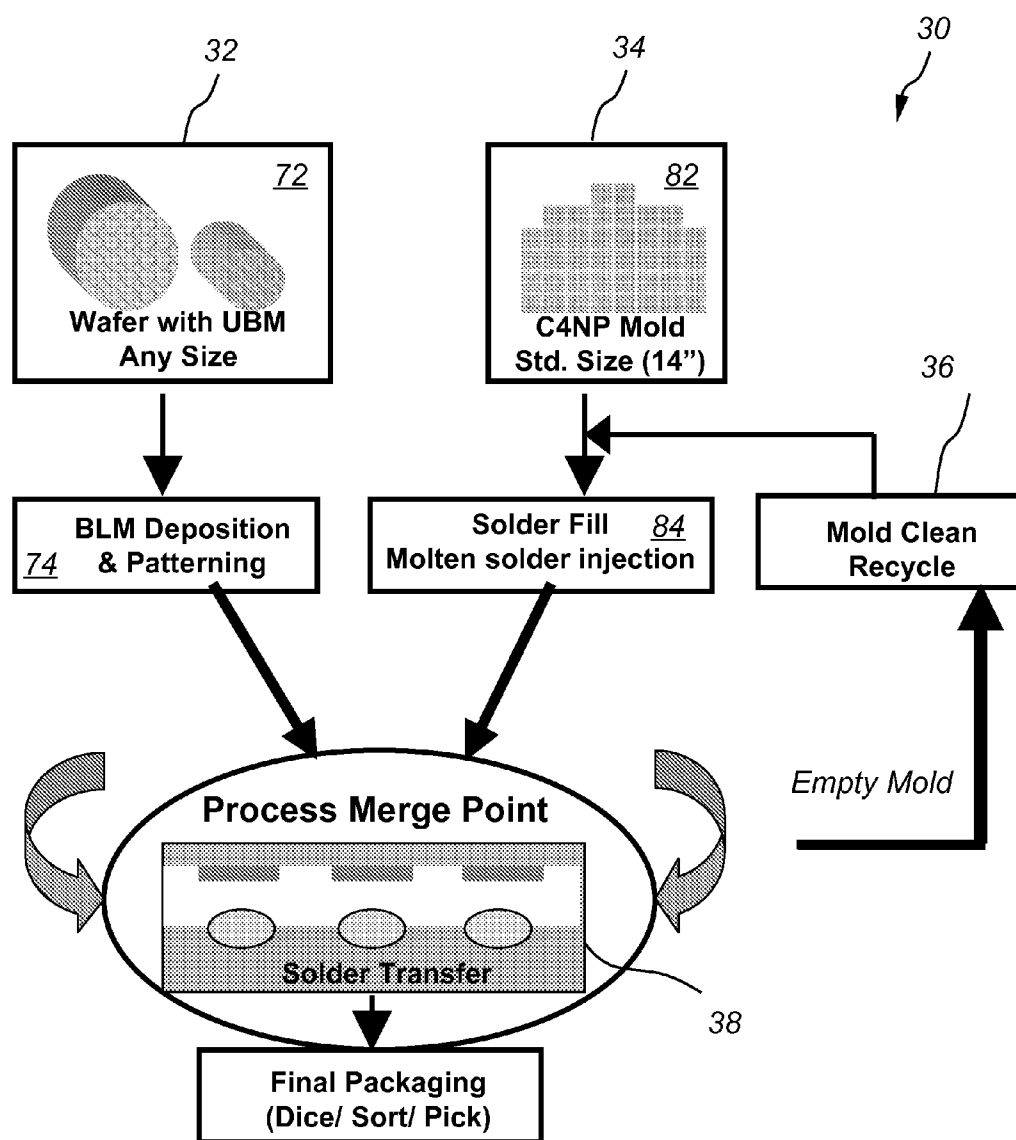 30
32
34
72
Wafer with UBM
Any Size
82
C4NP Mold
Std. Size (14”)
36
74
BLM Deposition
& Patterning
Solder Fill
84
Molten solder injection
Mold Clean
Recycle
Empty Mold
Process Merge Point
Solder Transfer
38
Final Packaging
(Dice/ Sort/ Pick)